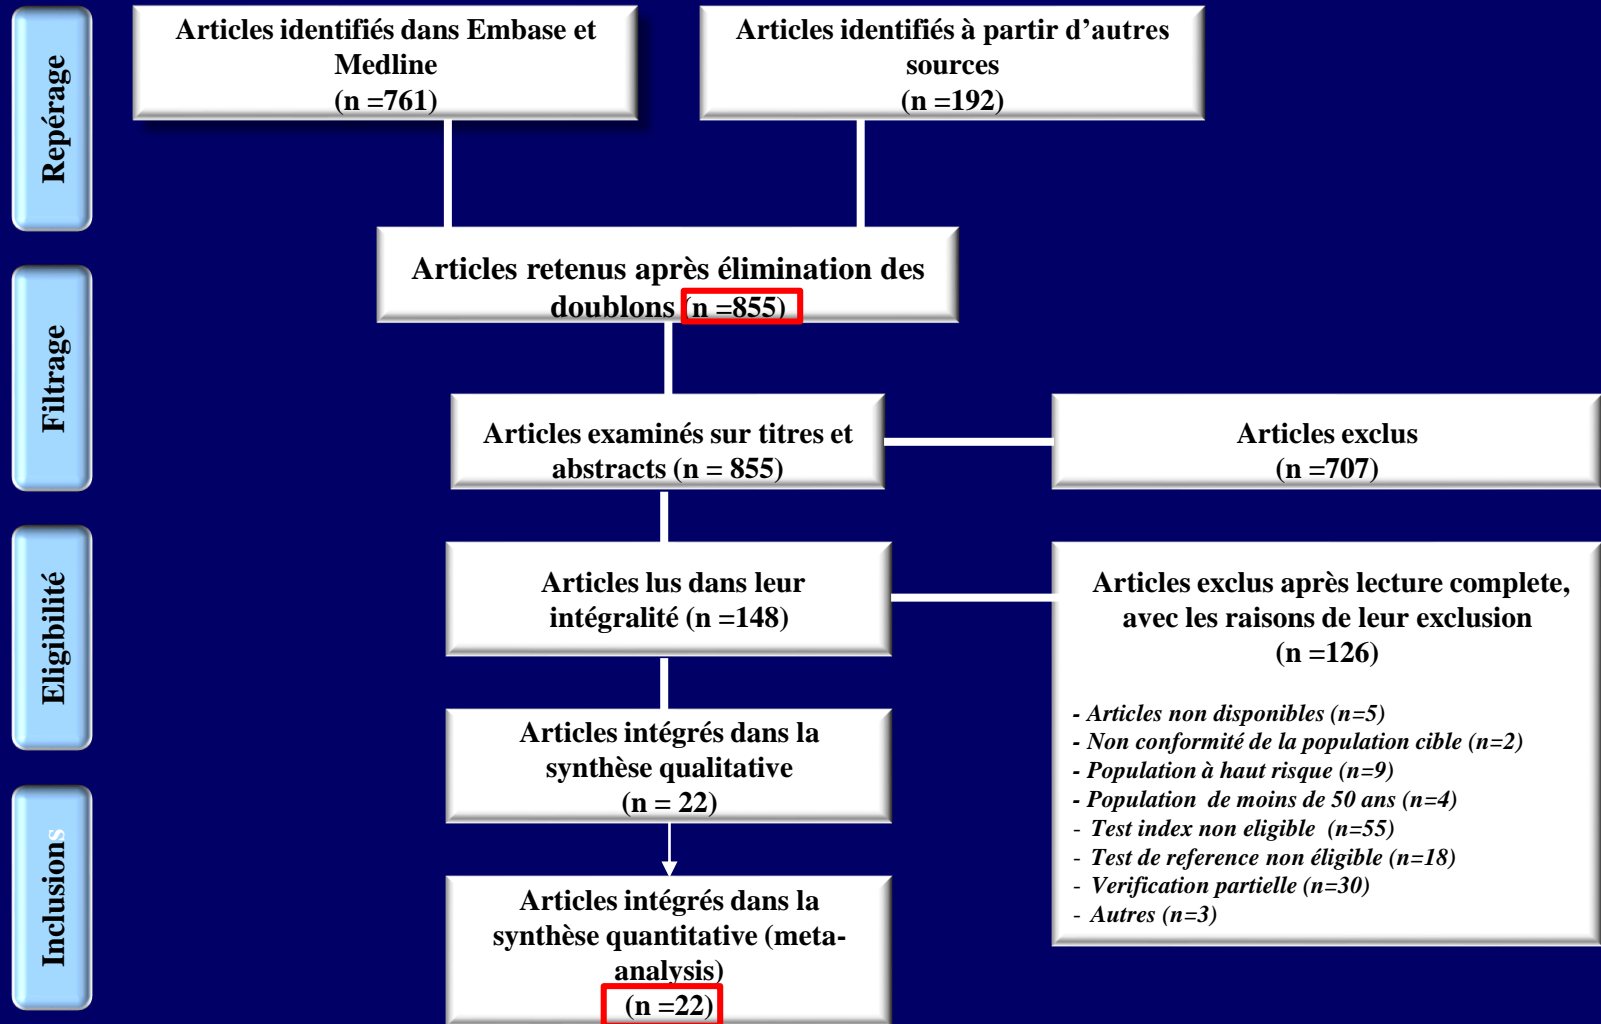 Repérage
Articles identifiés dans Embase et
Medline
(n =761)
Articles identifiés à partir d’autres
sources
(n =192)
Filtrage
Articles retenus après élimination des
doublons (n =855)
Articles examinés sur titres et
abstracts (n = 855)
Articles exclus
(n =707)
Eligibilité
Articles lus dans leur
intégralité (n =148)
Articles exclus après lecture complete,
avec les raisons de leur exclusion
(n =126)
- Articles non disponibles (n=5)
- Non conformité de la population cible (n=2)
- Population à haut risque (n=9)
- Population de moins de 50 ans (n=4)
- Test index non eligible (n=55)
- Test de reference non éligible (n=18)
- Verification partielle (n=30)
- Autres (n=3)
Articles intégrés dans la
synthèse qualitative
(n = 22)
Inclusions
Articles intégrés dans la
synthèse quantitative (meta-
analysis)
(n =22)